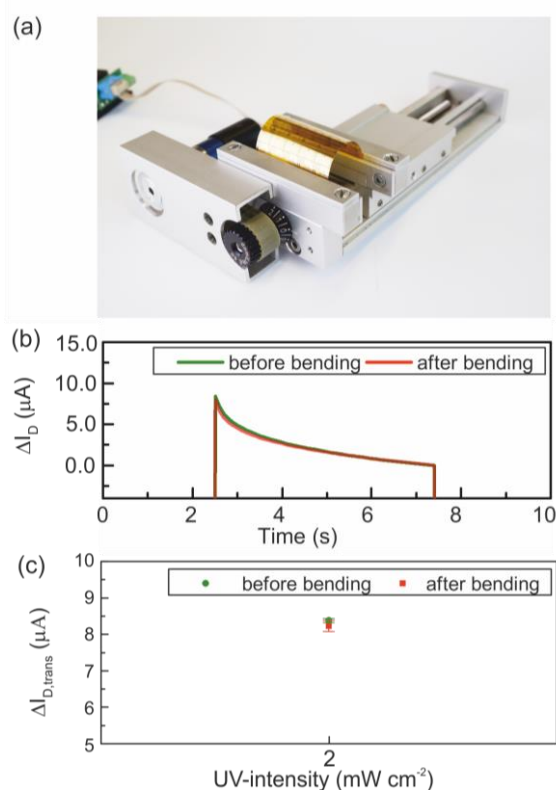 (a)
(b)
15.0
before bending
after bending
10.0
5.0
0.0
ΔI_D (μA)
0 2 4 6 8 10
Time (s)
(c)
10
before bending
after bending
9
8
7
6
5
ΔI_D,trans (μA)
2
UV-intensity (mW cm⁻²)